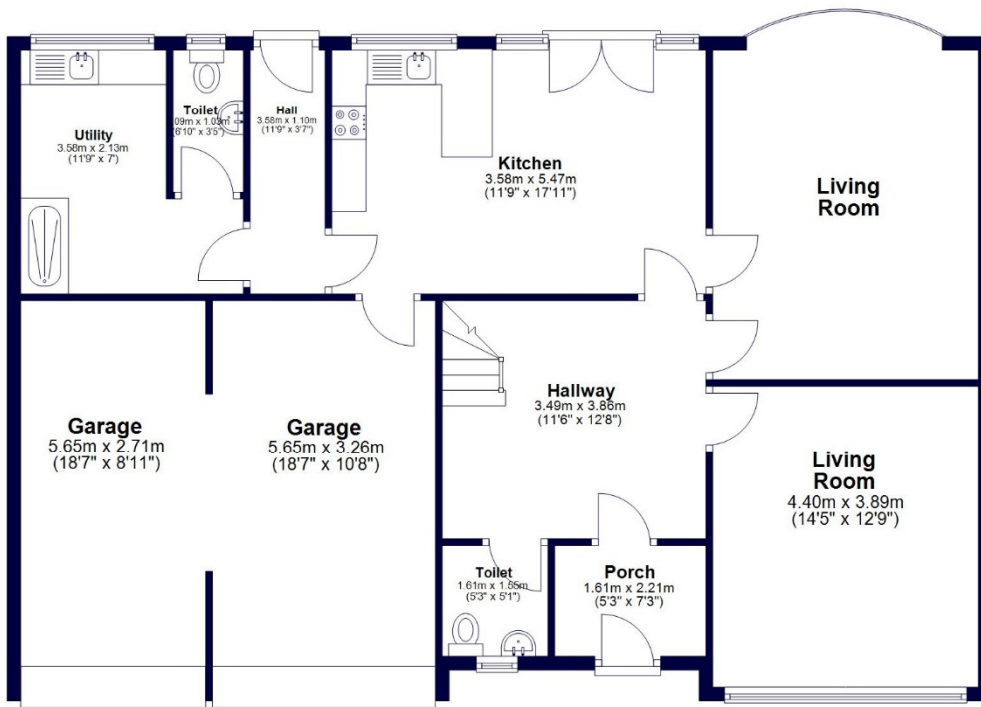 Utility
3.58m x 2.13m
(11'9" x 7')
Toilet
.09m x 1.03m
(6'10" x 3'5")
Hall
3.58m x 1.10m
(11'9" x 3'7")
Kitchen
3.58m x 5.47m
(11'9" x 17'11")
Living
Room
Garage
5.65m x 2.71m
(18'7" x 8'11")
Garage
5.65m x 3.26m
(18'7" x 10'8")
Hallway
3.49m x 3.86m
(11'6" x 12'8")
Living
Room
4.40m x 3.89m
(14'5" x 12'9")
Toilet
1.61m x 1.55m
(5'3" x 5'1")
Porch
1.61m x 2.21m
(5'3" x 7'3")